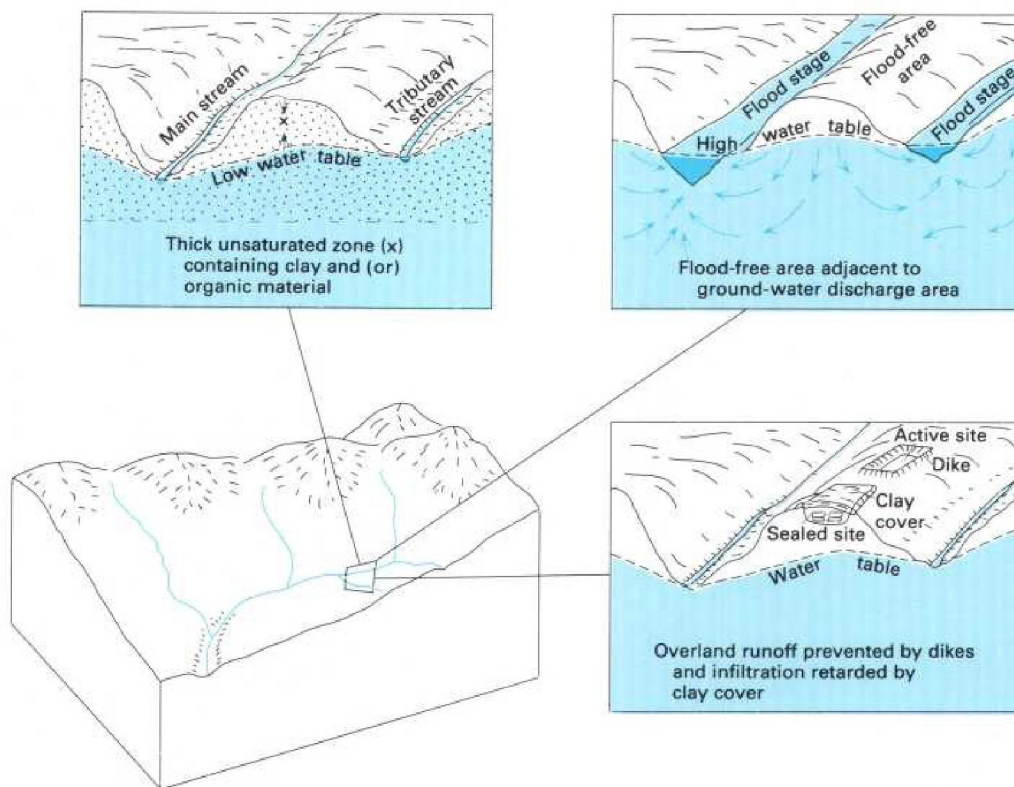 Main stream
Tributary
stream
x
Low water table
Thick unsaturated zone (x)
containing clay and (or)
organic material
Flood stage
Flood-free
area
Flood stage
High water table
Flood-free area adjacent to
ground-water discharge area
Active site
Dike
Clay
cover
Sealed site
Water table
Overland runoff prevented by dikes
and infiltration retarded by
clay cover